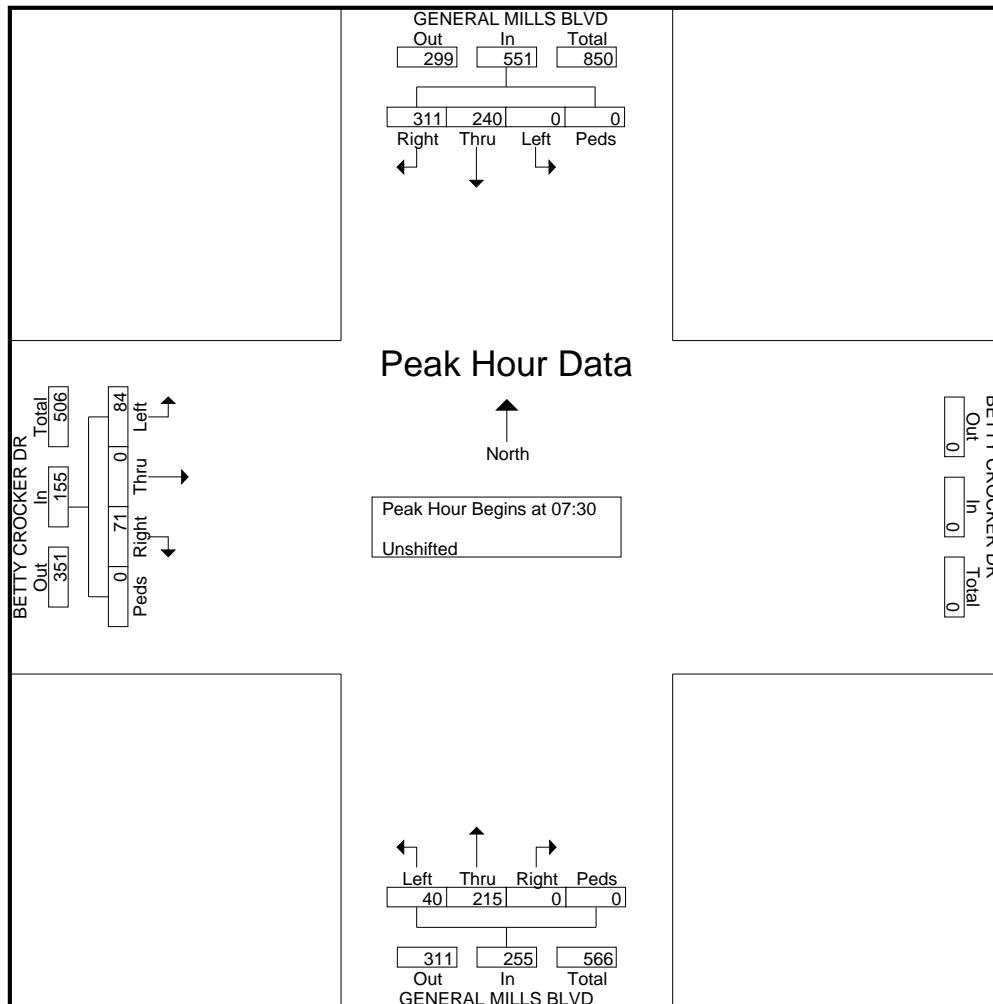 GENERAL MILLS BLVD
Out In Total
299 551 850
311 240 0 0
Right Thru Left Peds
Peak Hour Data
North
Peak Hour Begins at 07:30
Unshifted
BETTY CROCKER DR
Out In Total
351 155 506
0 71 0 84
Peds Right Thru Left
BETTY CROCKER DR
Out In Total
0 0 0
Left Thru Right Peds
40 215 0 0
311 255 566
Out In Total
GENERAL MILLS BLVD